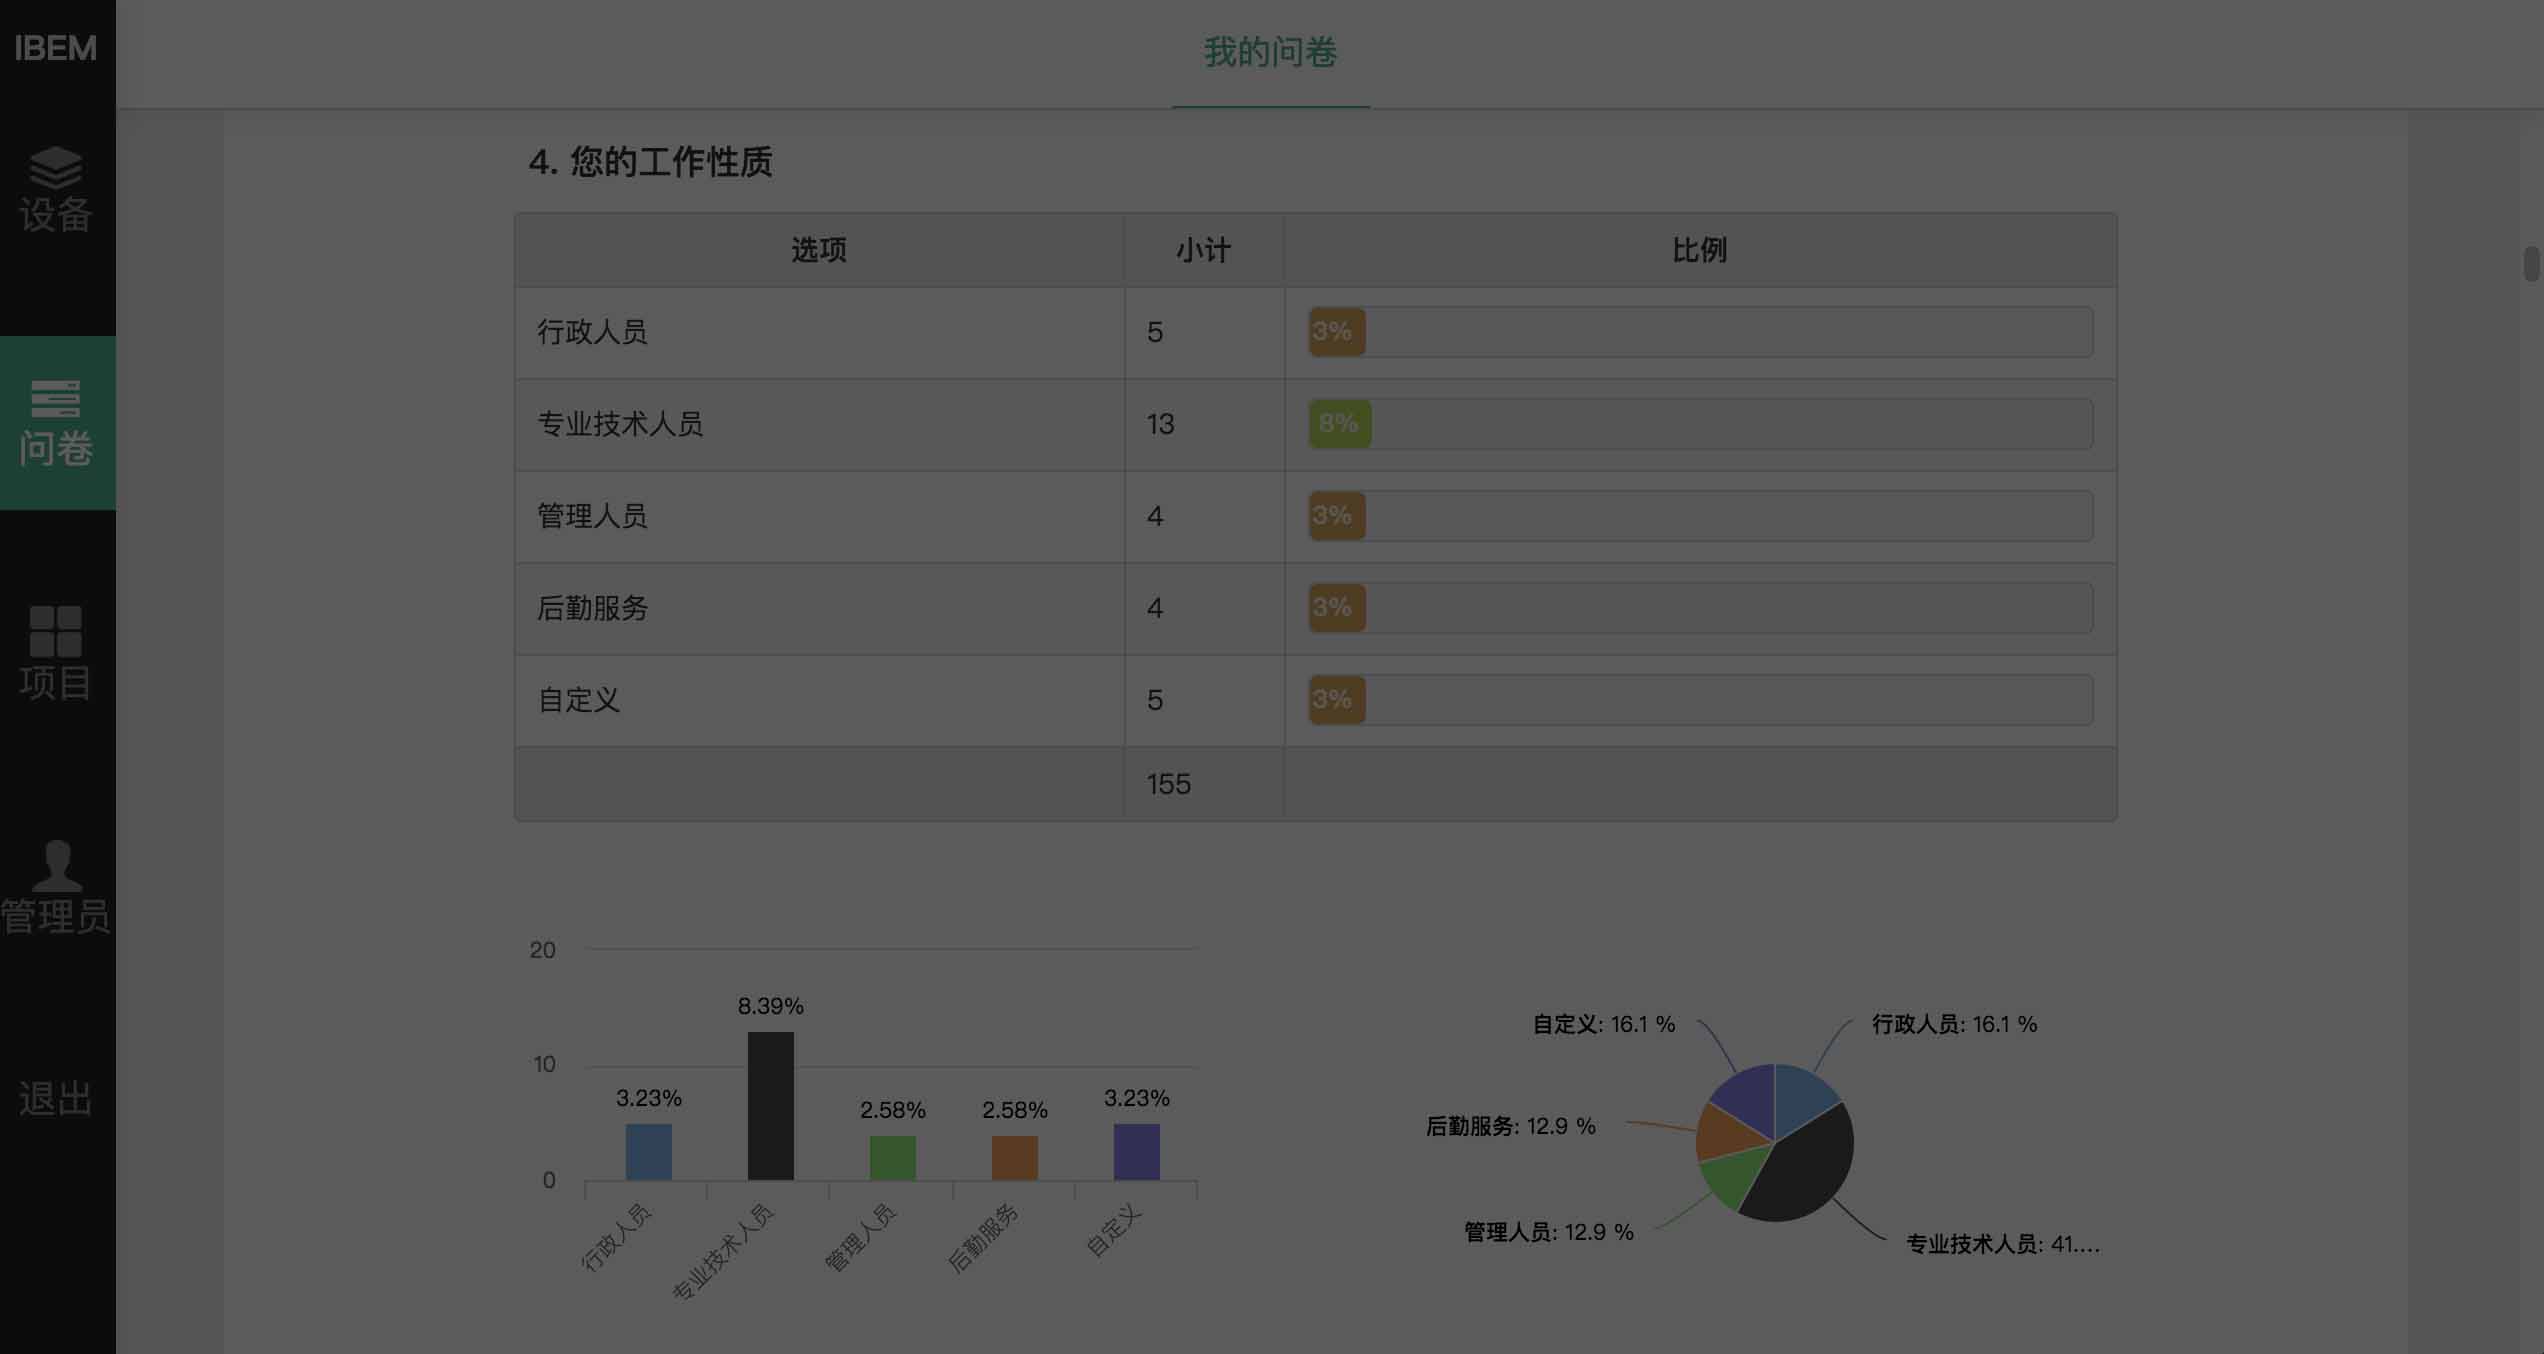 IBEM
设备
问卷
项目
管理员
退出
我的问卷
4. 您的工作性质
选项 小计 比例
行政人员 5 3%
专业技术人员 13 8%
管理人员 4 3%
后勤服务 4 3%
自定义 5 3%
155
20
10
0
3.23%
8.39%
2.58%
2.58%
3.23%
行政人员
专业技术人员
管理人员
后勤服务
自定义
自定义: 16.1 %
行政人员: 16.1 %
后勤服务: 12.9 %
管理人员: 12.9 %
专业技术人员: 41....